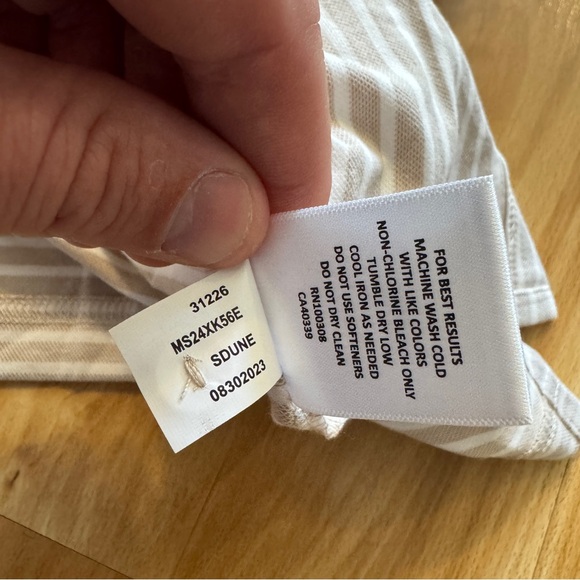 31226
MS24XK56E
SDUNE
08302023
FOR BEST RESULTS
MACHINE WASH COLD
WITH LIKE COLORS
NON-CHLORINE BLEACH ONLY
TUMBLE DRY LOW
COOL IRON AS NEEDED
DO NOT USE SOFTENERS
DO NOT DRY CLEAN
RN100308
CA40339